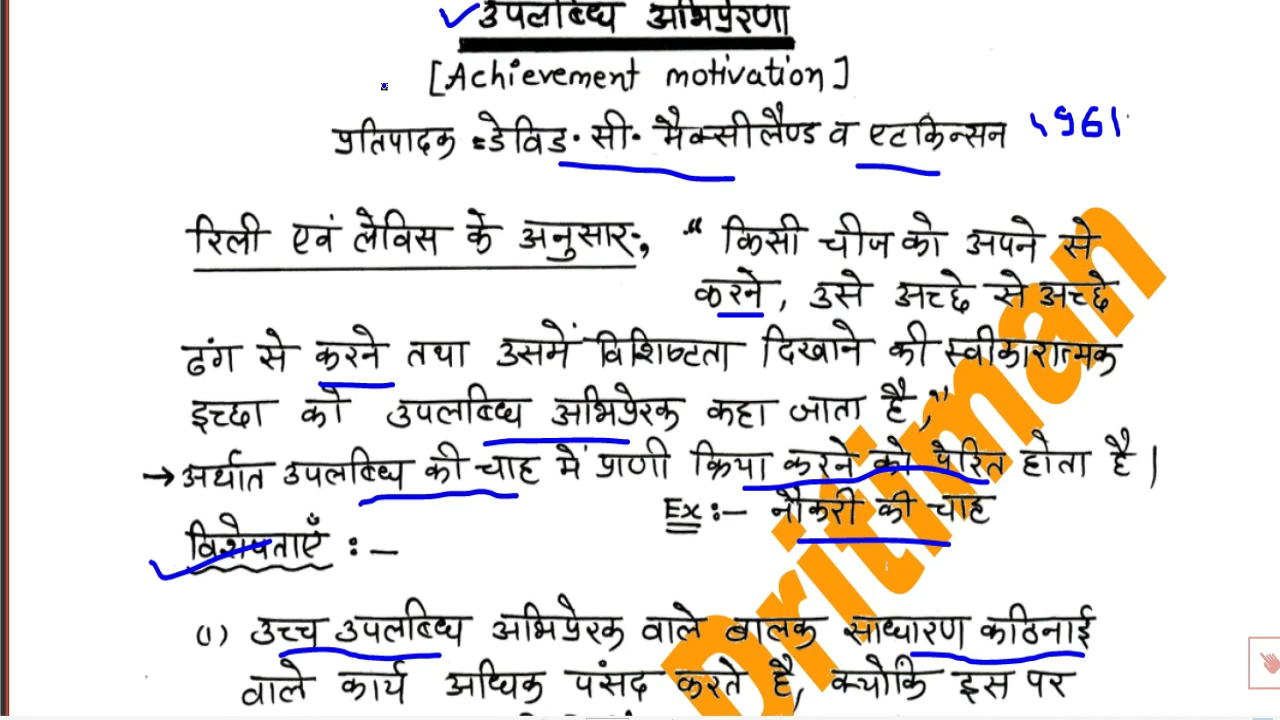 उपलब्धि अभिप्रेरणा
[Achievement motivation]
प्रतिपादक = डेविड. सी. मैक्सीलैण्ड व एटकिन्सन 1961
रिली एवं लेविस के अनुसार:, " किसी चीज को अपने से
करने, उसे अच्छे से अच्छे
ढंग से करने तथा उसमें विशिष्टता दिखाने की स्वीकारात्मक
इच्छा को उपलब्धि अभिप्रेरक कहा जाता है,"
→ अर्थात उपलब्धि की चाह में प्राणी क्रिया करने को प्रेरित होता है।
Ex :- नौकरी की चाह
विशेषताएँ :-
(1) उच्च उपलब्धि अभिप्रेरक वाले बालक साधारण कठिनाई
वाले कार्य अधिक पसंद करते है, क्योकि इस पर
Dritiman